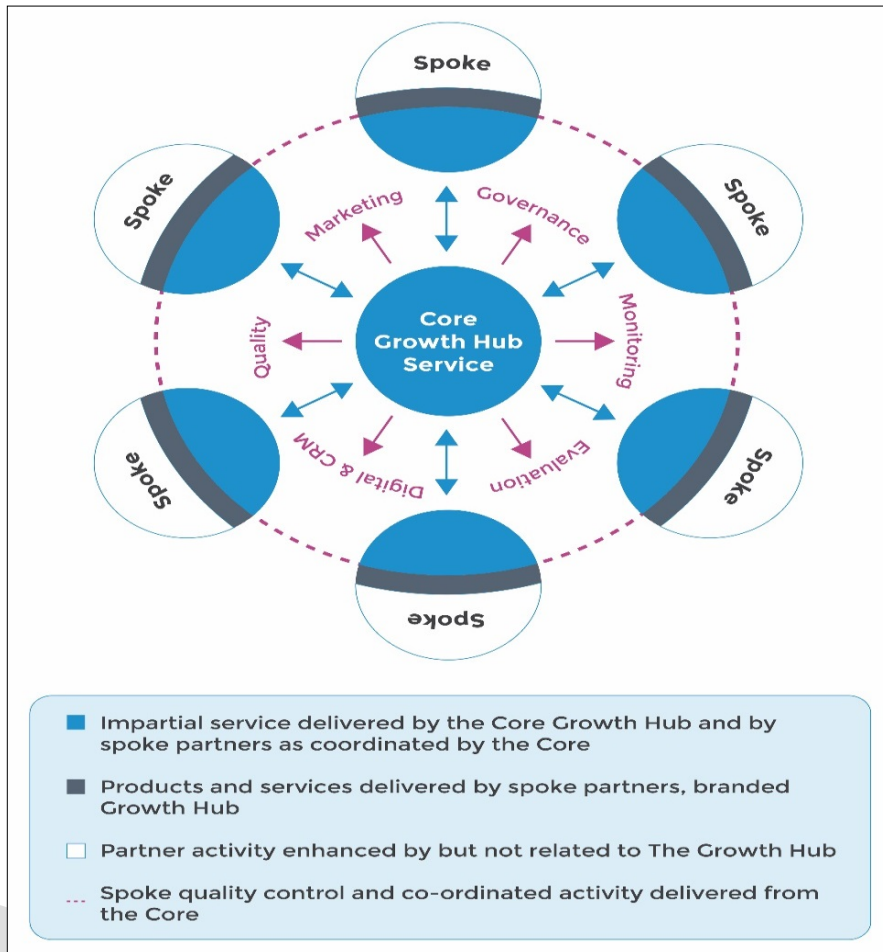 Spoke
Spoke
Spoke
Marketing
Governance
Core
Growth Hub
Service
Quality
Monitoring
Digital & CRM
Evaluation
Spoke
Spoke
Spoke
Impartial service delivered by the Core Growth Hub and by
spoke partners as coordinated by the Core
Products and services delivered by spoke partners, branded
Growth Hub
Partner activity enhanced by but not related to The Growth Hub
Spoke quality control and co-ordinated activity delivered from
the Core